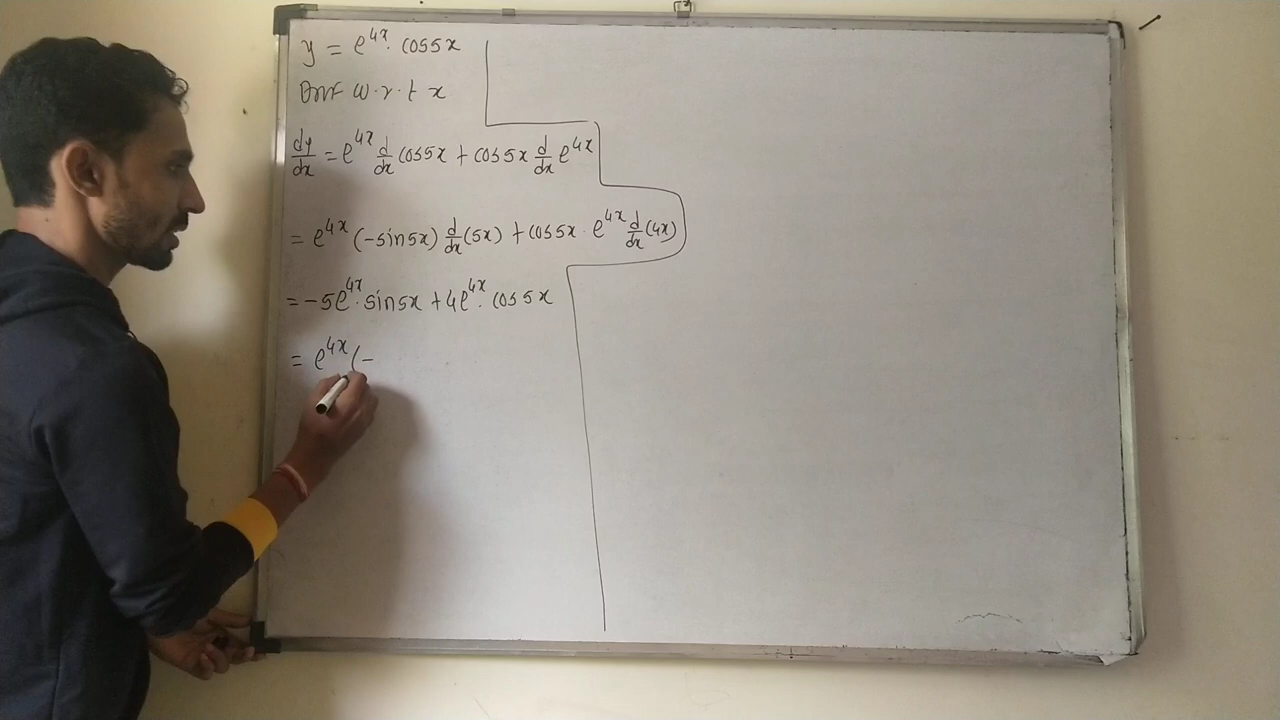 y = e^{4x} · cos5x
Diff w·r·t x
dy/dx = e^{4x} d/dx cos5x + cos5x d/dx e^{4x}
= e^{4x} (-sin5x) d/dx (5x) + cos5x · e^{4x} d/dx (4x)
= -5e^{4x} · sin5x + 4e^{4x} · cos5x
= e^{4x} (-